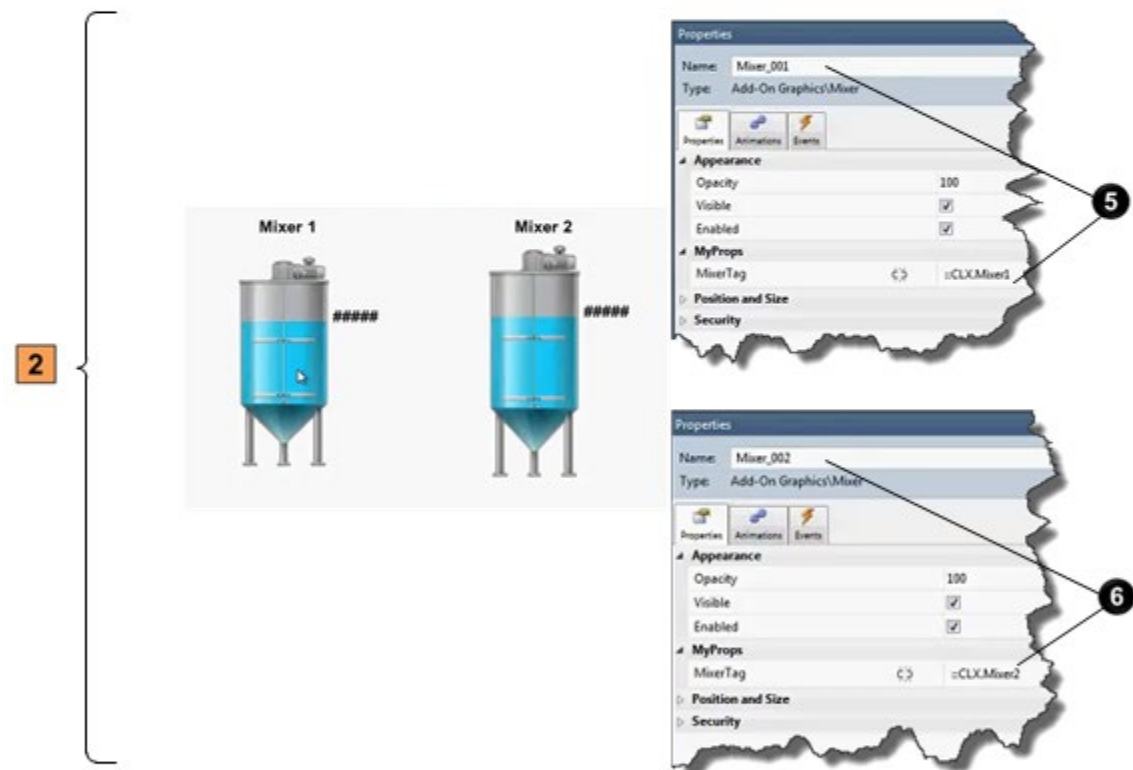 2
Mixer 1
#####
Mixer 2
#####
Properties
Name: Mixer_001
Type: Add-On Graphics\Mixer
Properties Animations Events
Appearance
Opacity 100
Visible
Enabled
MyProps
MixerTag ::CLX.Mixer1
Position and Size
Security
5
Properties
Name: Mixer_002
Type: Add-On Graphics\Mixer
Properties Animations Events
Appearance
Opacity 100
Visible
Enabled
MyProps
MixerTag ::CLX.Mixer2
Position and Size
Security
6